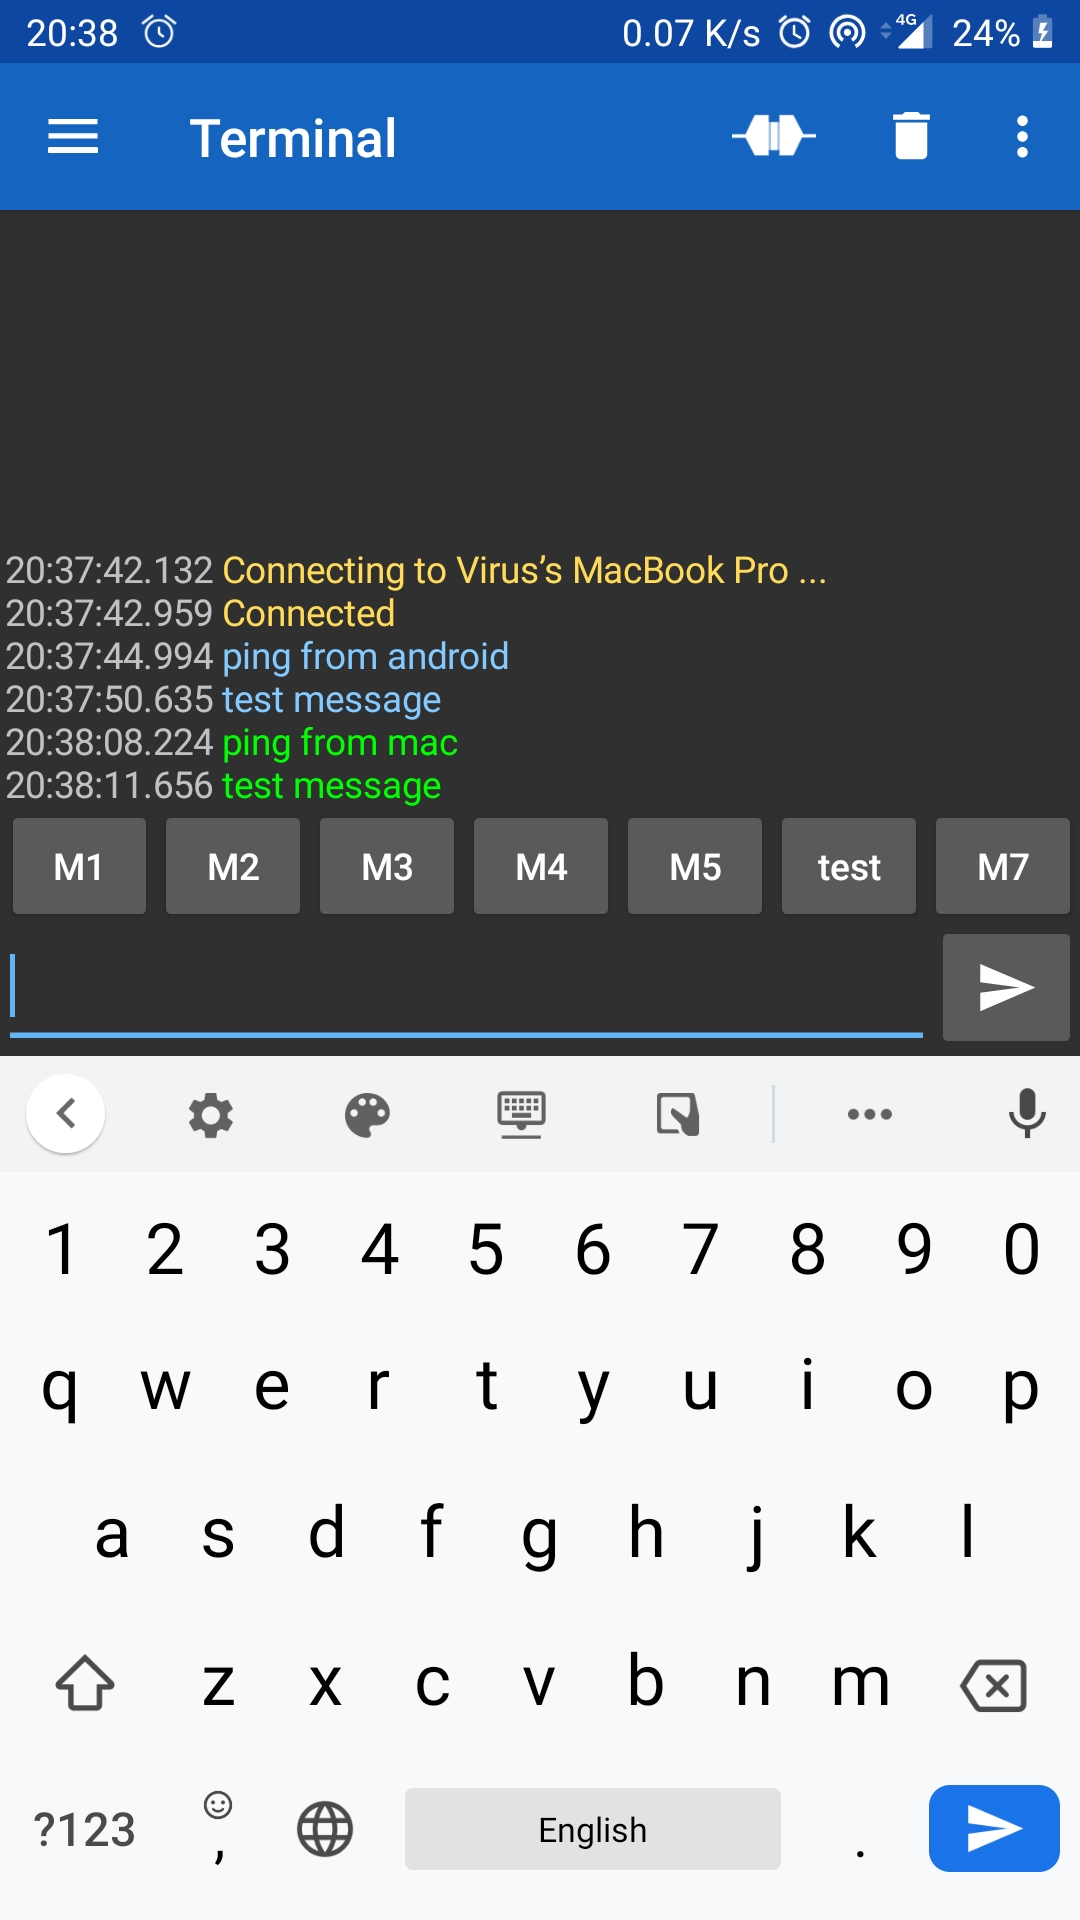 20:38 0.07 K/s 4G 24%
Terminal
20:37:42.132 Connecting to Virus’s MacBook Pro ...
20:37:42.959 Connected
20:37:44.994 ping from android
20:37:50.635 test message
20:38:08.224 ping from mac
20:38:11.656 test message
M1 M2 M3 M4 M5 test M7
1 2 3 4 5 6 7 8 9 0
q w e r t y u i o p
a s d f g h j k l
z x c v b n m
?123 , English .